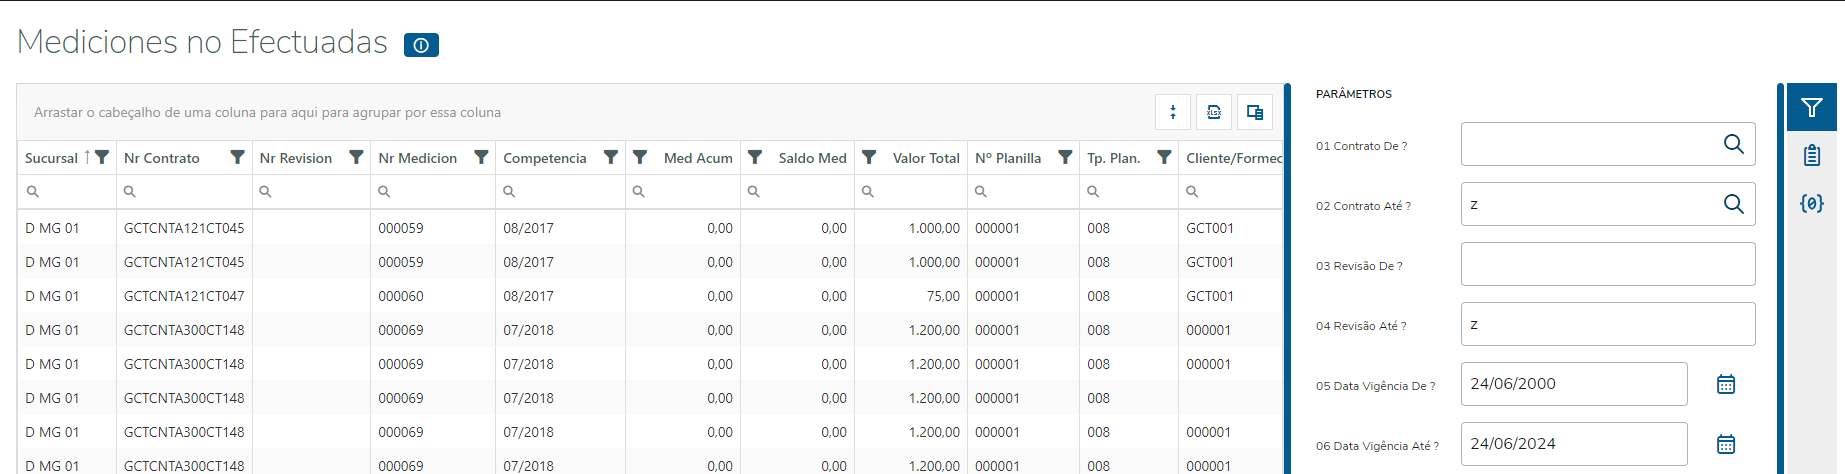 Mediciones no Efectuadas
Arrastar o cabeçalho de uma coluna para aqui para agrupar por essa coluna
xlsx
Sucursal Nr Contrato Nr Revision Nr Medicion Competencia Med Acum Saldo Med Valor Total Nº Planilla Tp. Plan. Cliente/Fornec
D MG 01 GCTCNTA121CT045 000059 08/2017 0,00 0,00 1.000,00 000001 008 GCT001
D MG 01 GCTCNTA121CT045 000059 08/2017 0,00 0,00 1.000,00 000001 008 GCT001
D MG 01 GCTCNTA121CT047 000060 08/2017 0,00 0,00 75,00 000001 008 GCT001
D MG 01 GCTCNTA300CT148 000069 07/2018 0,00 0,00 1.200,00 000001 008 000001
D MG 01 GCTCNTA300CT148 000069 07/2018 0,00 0,00 1.200,00 000001 008 000001
D MG 01 GCTCNTA300CT148 000069 07/2018 0,00 0,00 1.200,00 000001 008
D MG 01 GCTCNTA300CT148 000069 07/2018 0,00 0,00 1.200,00 000001 008 000001
D MG 01 GCTCNTA300CT148 000069 07/2018 0,00 0,00 1.200,00 000001 008 000001
PARÂMETROS
01 Contrato De ?
02 Contrato Até ? z
03 Revisão De ?
04 Revisão Até ? z
05 Data Vigência De ? 24/06/2000
06 Data Vigência Até ? 24/06/2024
{0}